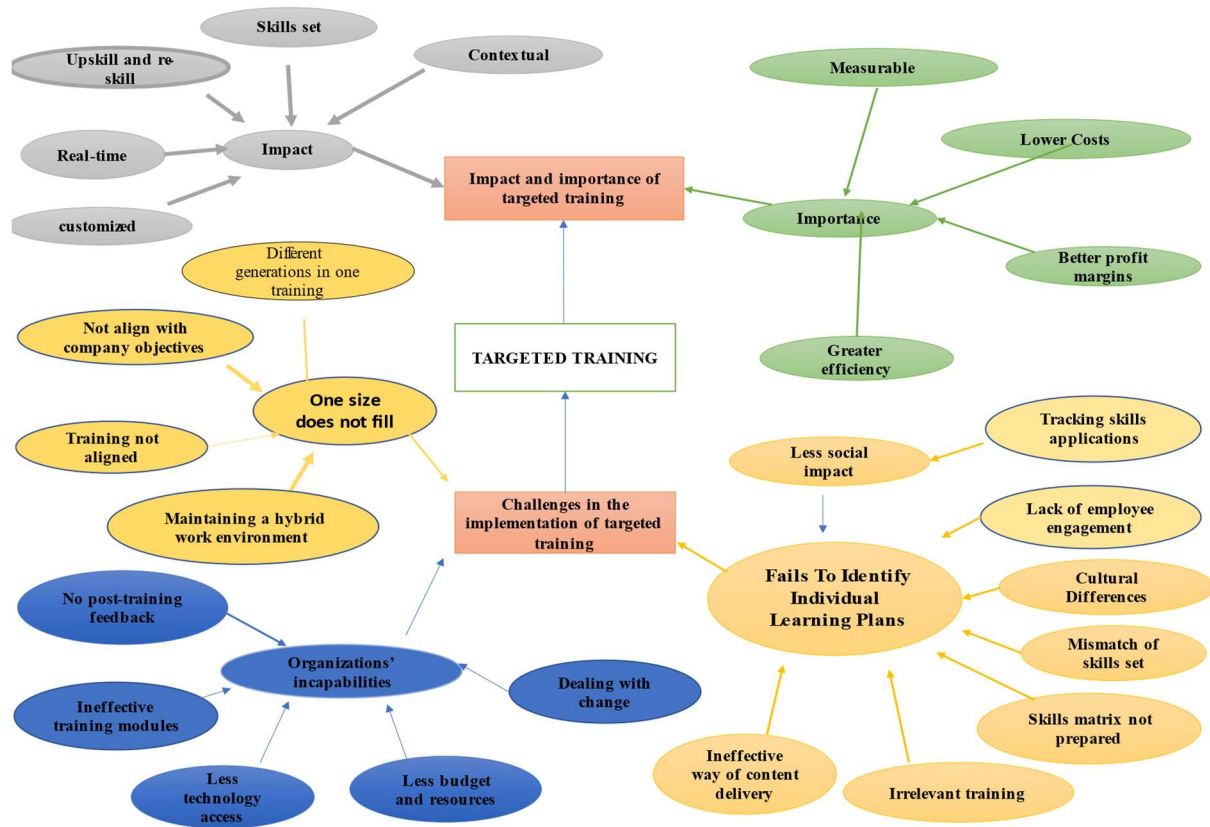 Skills set
Upskill and re-
skill
Contextual
Real-time
Impact
customized
Measurable
Lower Costs
Importance
Better profit
margins
Greater
efficiency
Impact and importance of
targeted training
TARGETED TRAINING
Different
generations in one
training
Not align with
company objectives
One size
does not fill
Training not
aligned
Maintaining a hybrid
work environment
Challenges in the
implementation of targeted
training
Less social
impact
Tracking skills
applications
Lack of employee
engagement
Fails To Identify
Individual
Learning Plans
Cultural
Differences
Mismatch of
skills set
Skills matrix not
prepared
Ineffective
way of content
delivery
Irrelevant training
No post-training
feedback
Organizations’
incapabilities
Dealing with
change
Ineffective
training modules
Less
technology
access
Less budget
and resources